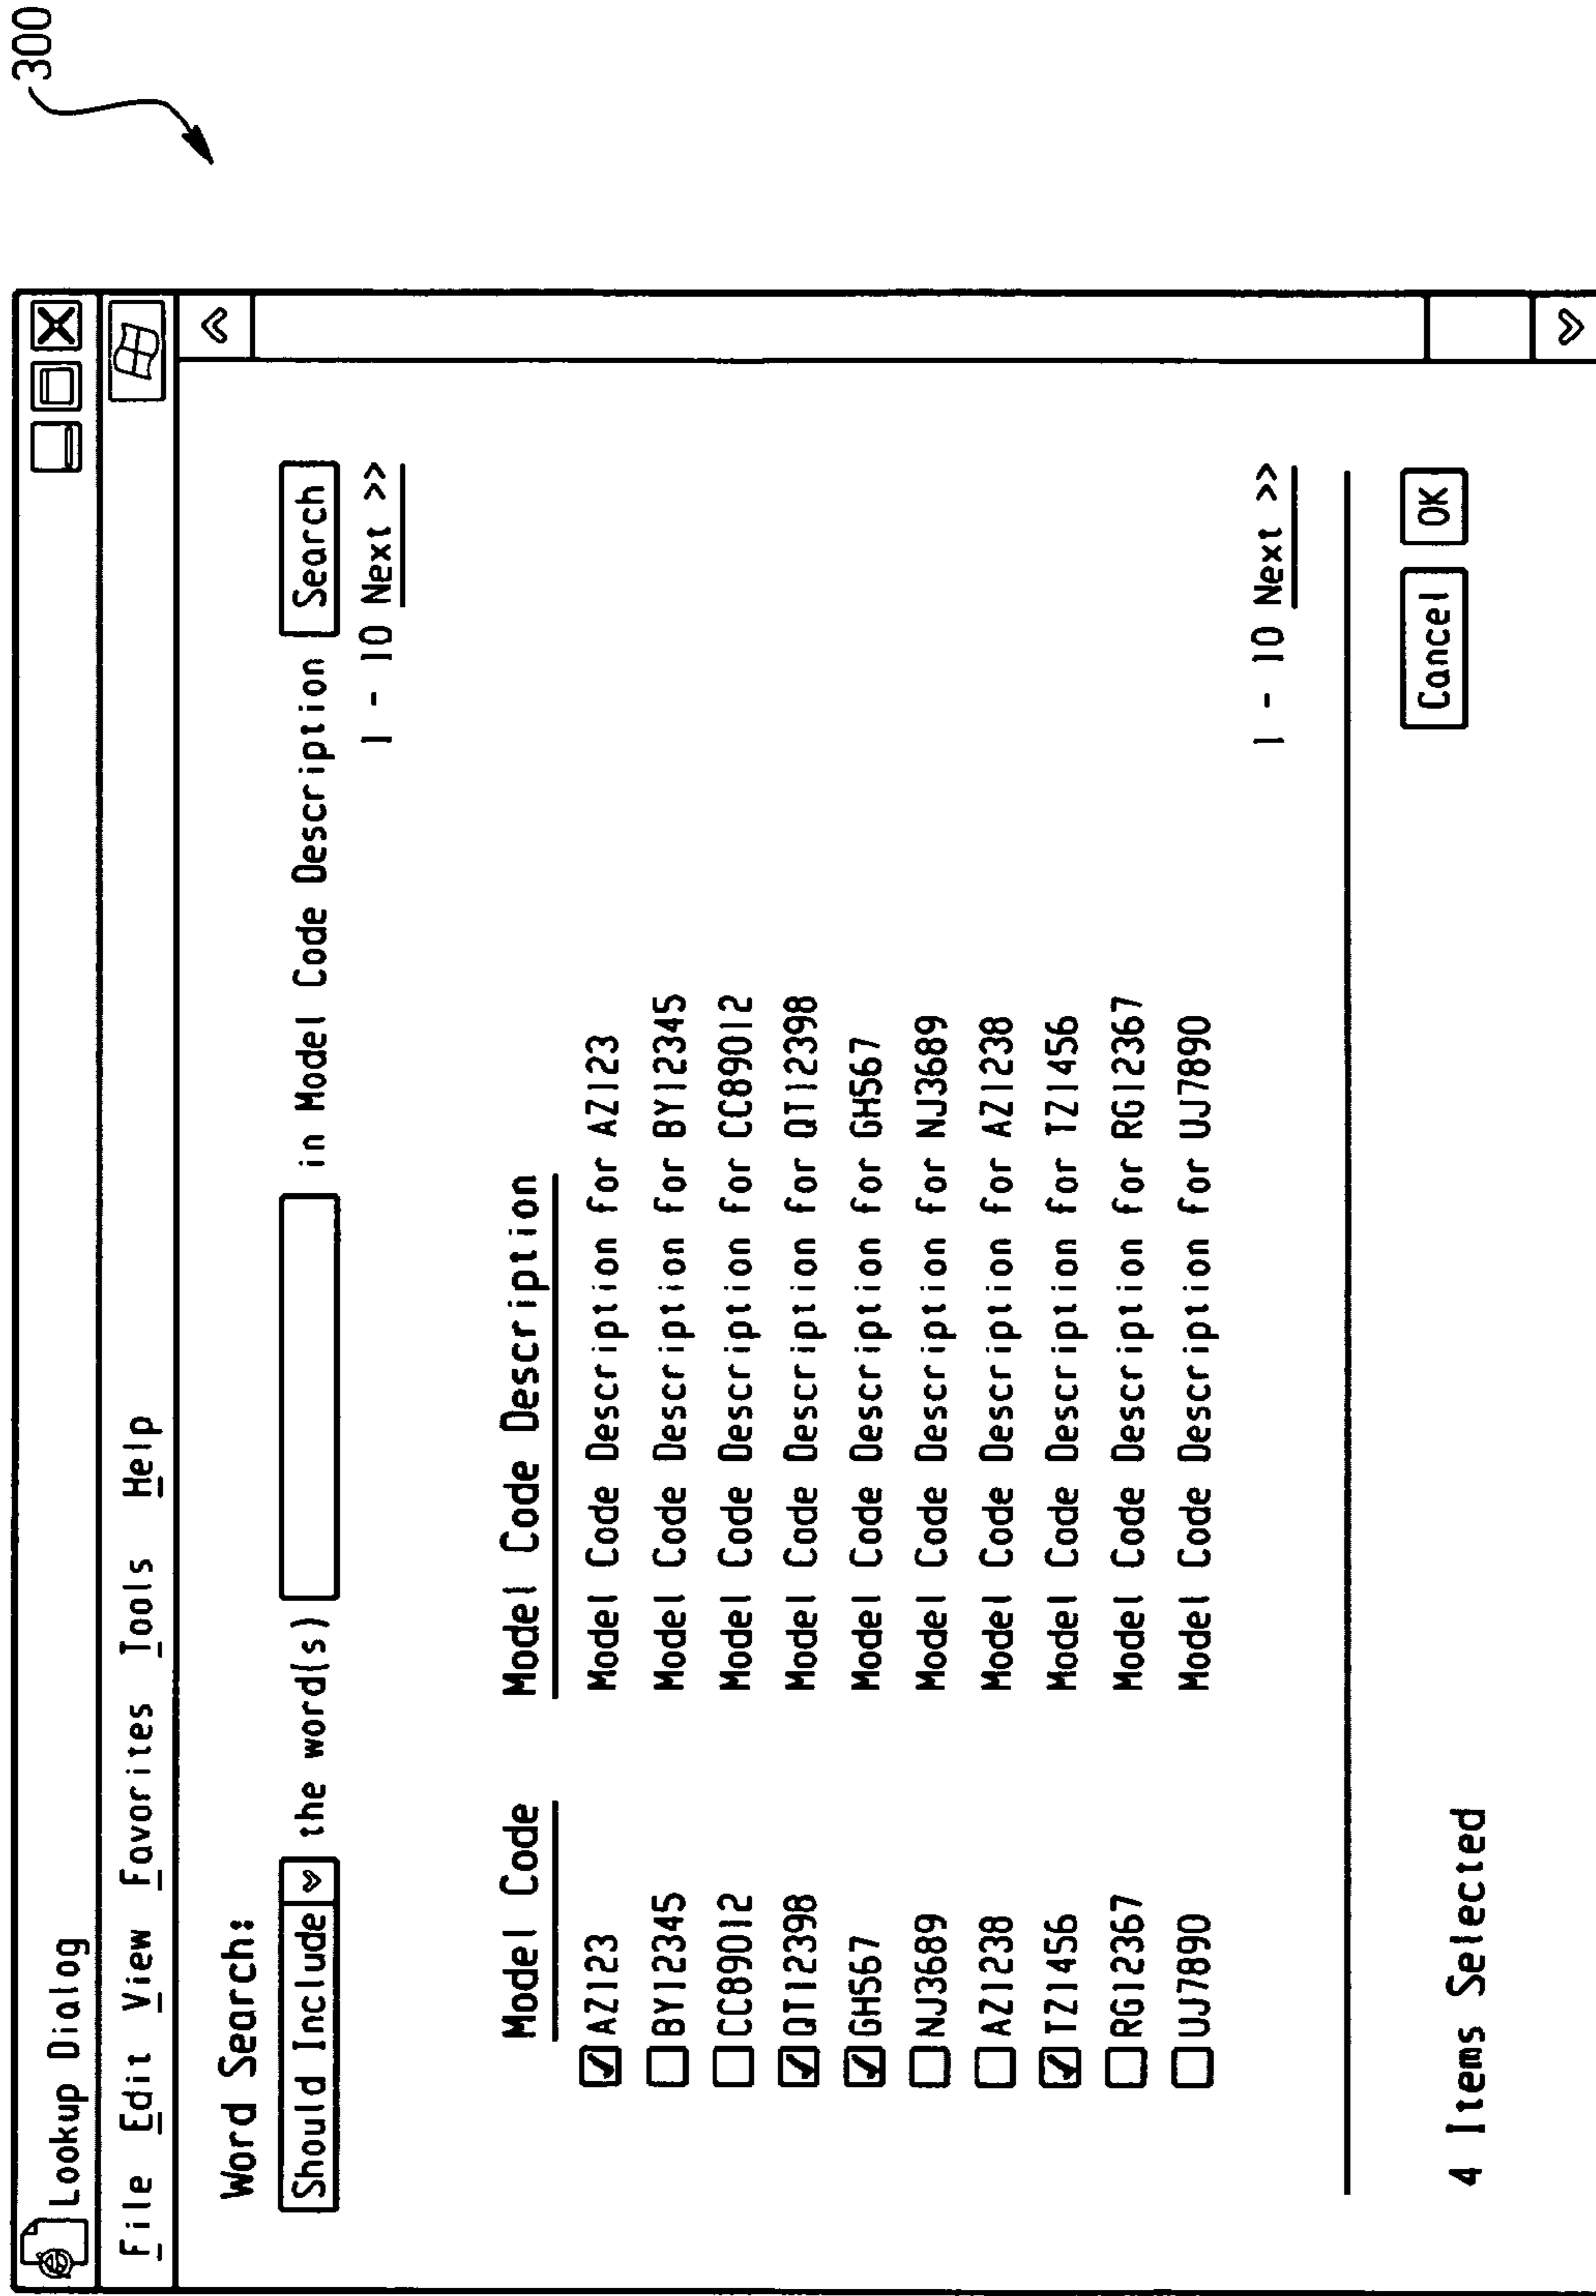 300
Lookup Dialog
File Edit View Favorites Tools Help
Word Search:
Should Include the word(s) in Model Code Description Search
1 - 10 Next >>
Model Code Model Code Description
AZ123 Model Code Description for AZ123
BY12345 Model Code Description for BY12345
CC89012 Model Code Description for CC89012
QT12398 Model Code Description for QT12398
GH567 Model Code Description for GH567
NJ3689 Model Code Description for NJ3689
AZ1238 Model Code Description for AZ1238
TZ1456 Model Code Description for TZ1456
RG12367 Model Code Description for RG12367
UJ7890 Model Code Description for UJ7890
1 - 10 Next >>
Cancel OK
4 Items Selected